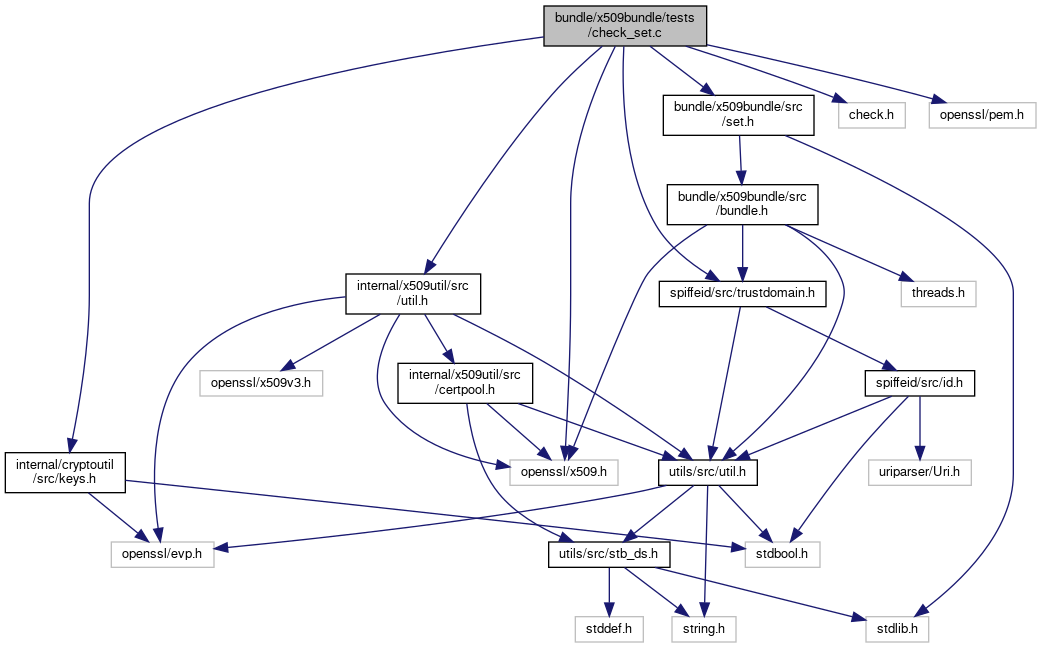 bundle/x509bundle/tests
/check_set.c
bundle/x509bundle/src
/set.h
check.h
openssl/pem.h
bundle/x509bundle/src
/bundle.h
internal/x509util/src
/util.h
spiffeid/src/trustdomain.h
threads.h
openssl/x509v3.h
internal/x509util/src
/certpool.h
spiffeid/src/id.h
internal/cryptoutil
/src/keys.h
openssl/x509.h
utils/src/util.h
uriparser/Uri.h
openssl/evp.h
utils/src/stb_ds.h
stdbool.h
stddef.h
string.h
stdlib.h